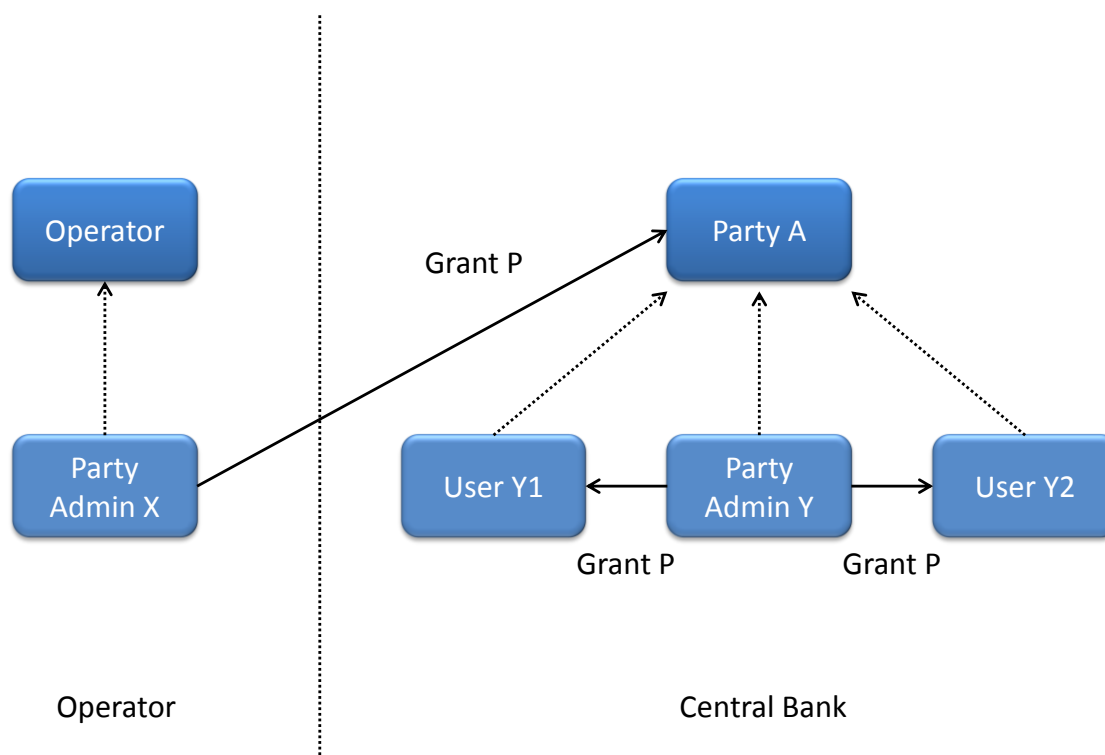 Operator
Party A
Grant P
Party
Admin X
User Y1
Party
Admin Y
User Y2
Grant P
Grant P
Operator
Central Bank